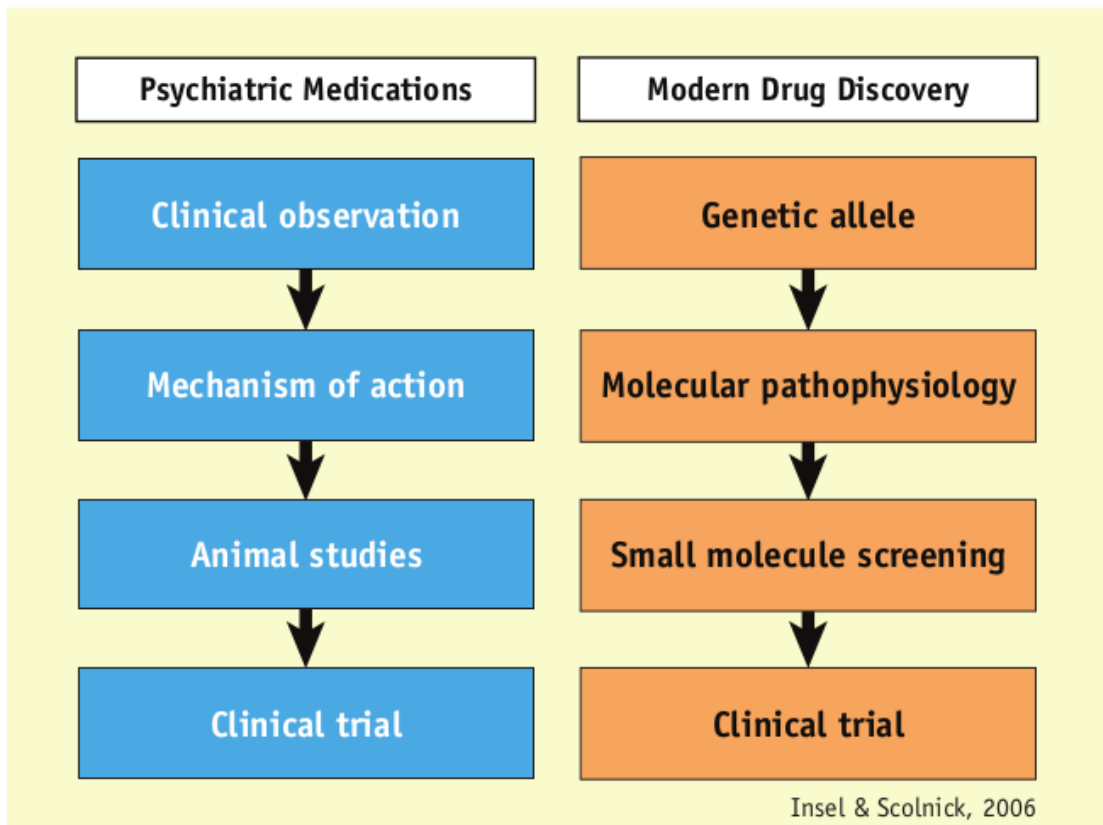 Psychiatric Medications
Modern Drug Discovery
Clinical observation
Genetic allele
Mechanism of action
Molecular pathophysiology
Animal studies
Small molecule screening
Clinical trial
Clinical trial
Insel & Scolnick, 2006